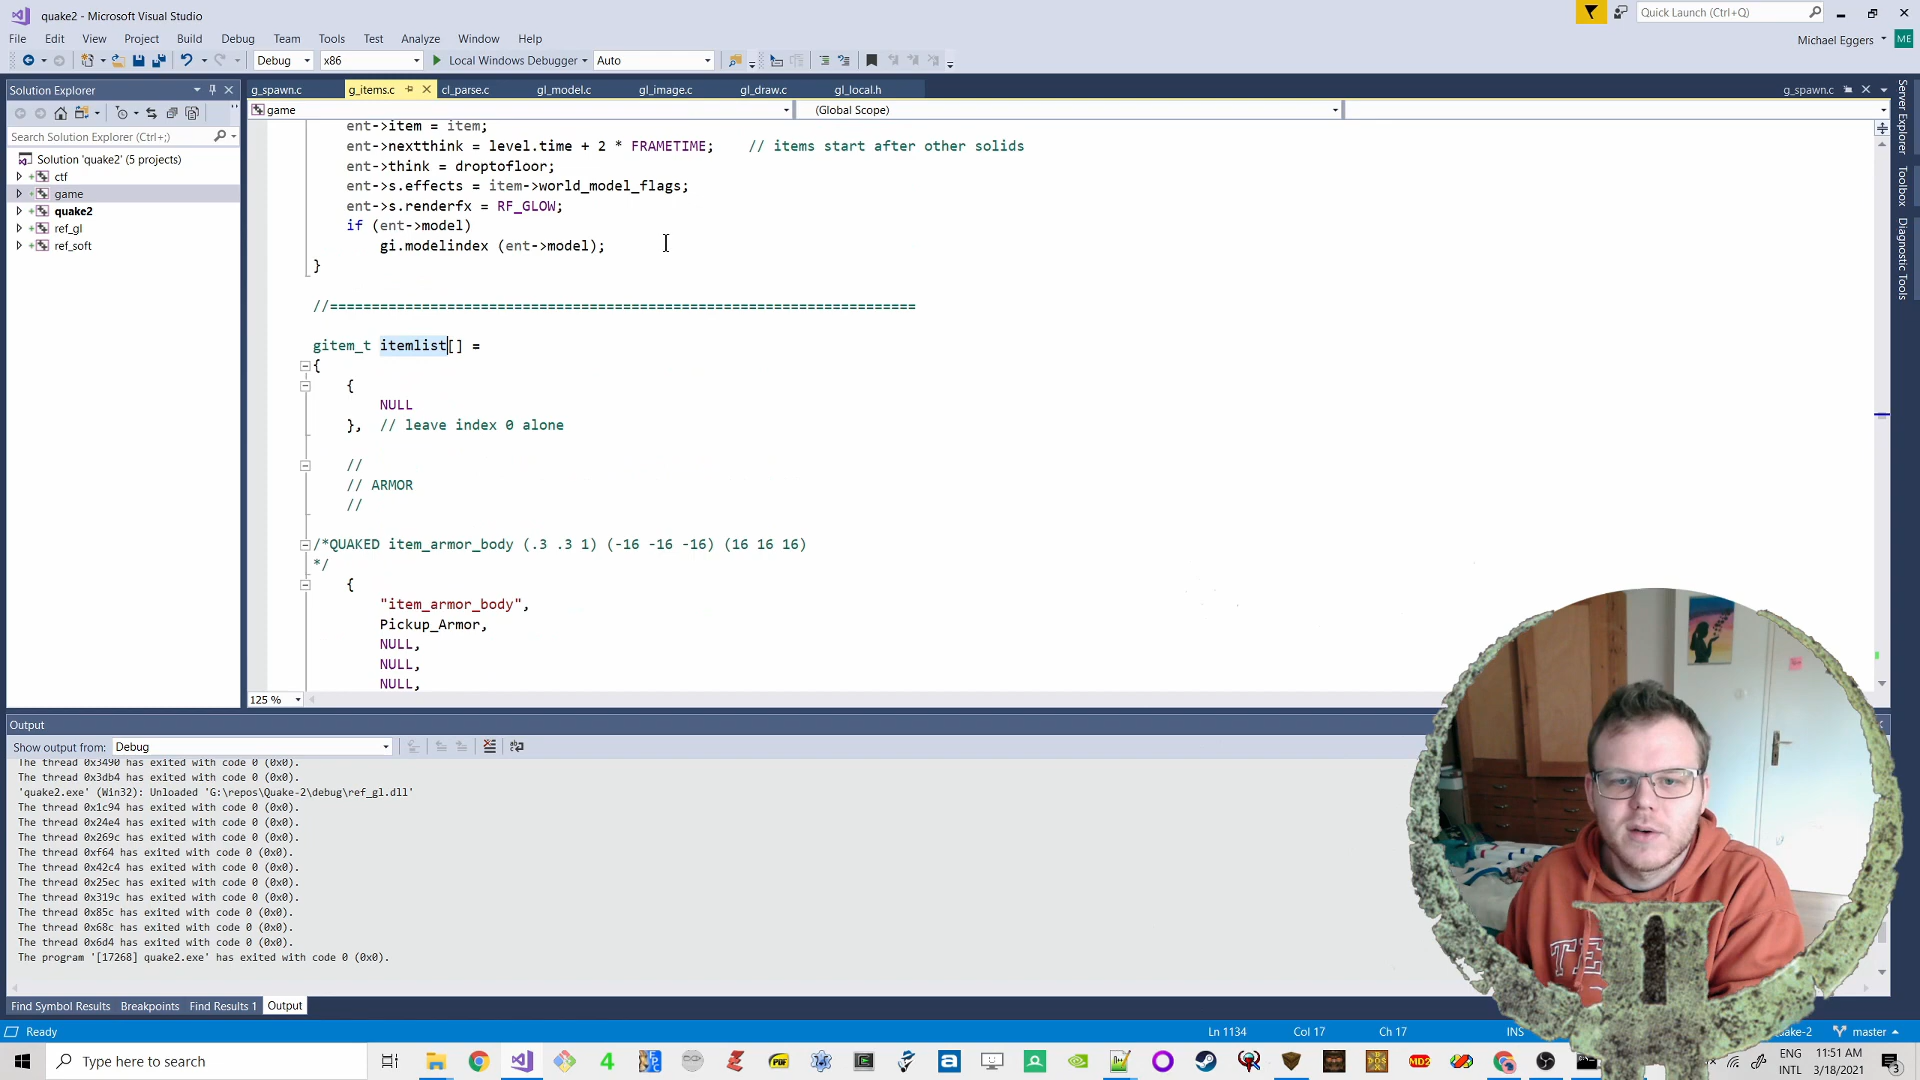 quake2 - Microsoft Visual Studio
Quick Launch (Ctrl+Q)
File Edit View Project Build Debug Team Tools Test Analyze Window Help
Michael Eggers ME
Debug x86 Local Windows Debugger Auto
Solution Explorer
g_spawn.c g_items.c cl_parse.c gl_model.c gl_image.c gl_draw.c gl_local.h g_spawn.c
game (Global Scope)
Search Solution Explorer (Ctrl+;)
Solution 'quake2' (5 projects)
ctf
game
quake2
ref_gl
ref_soft
ent->item = item;
ent->nextthink = level.time + 2 * FRAMETIME; // items start after other solids
ent->think = droptofloor;
ent->s.effects = item->world_model_flags;
ent->s.renderfx = RF_GLOW;
if (ent->model)
gi.modelindex (ent->model);
}
//======================================================================
gitem_t itemlist[] =
{
{
NULL
}, // leave index 0 alone
//
// ARMOR
//
/*QUAKED item_armor_body (.3 .3 1) (-16 -16 -16) (16 16 16)
*/
{
"item_armor_body",
Pickup_Armor,
NULL,
NULL,
NULL,
125 %
Server Explorer
Toolbox
Diagnostic Tools
Output
Show output from: Debug
The thread 0x3490 has exited with code 0 (0x0).
The thread 0x3db4 has exited with code 0 (0x0).
'quake2.exe' (Win32): Unloaded 'G:\repos\Quake-2\debug\ref_gl.dll'
The thread 0x1c94 has exited with code 0 (0x0).
The thread 0x24e4 has exited with code 0 (0x0).
The thread 0x269c has exited with code 0 (0x0).
The thread 0xf64 has exited with code 0 (0x0).
The thread 0x42c4 has exited with code 0 (0x0).
The thread 0x25ec has exited with code 0 (0x0).
The thread 0x319c has exited with code 0 (0x0).
The thread 0x85c has exited with code 0 (0x0).
The thread 0x68c has exited with code 0 (0x0).
The thread 0x6d4 has exited with code 0 (0x0).
The program '[17268] quake2.exe' has exited with code 0 (0x0).
Find Symbol Results Breakpoints Find Results 1 Output
Ready Ln 1134 Col 17 Ch 17 INS master
Type here to search
ENG 11:51 AM
INTL 3/18/2021